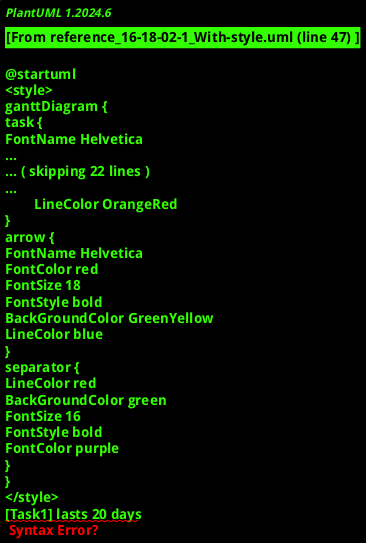 PlantUML 1.2024.6
[From reference_16-18-02-1_With-style.uml (line 47) ]
@startuml
<style>
ganttDiagram {
task {
FontName Helvetica
...
... ( skipping 22 lines )
...
LineColor OrangeRed
}
arrow {
FontName Helvetica
FontColor red
FontSize 18
FontStyle bold
BackGroundColor GreenYellow
LineColor blue
}
separator {
LineColor red
BackGroundColor green
FontSize 16
FontStyle bold
FontColor purple
}
}
</style>
[Task1] lasts 20 days
Syntax Error?